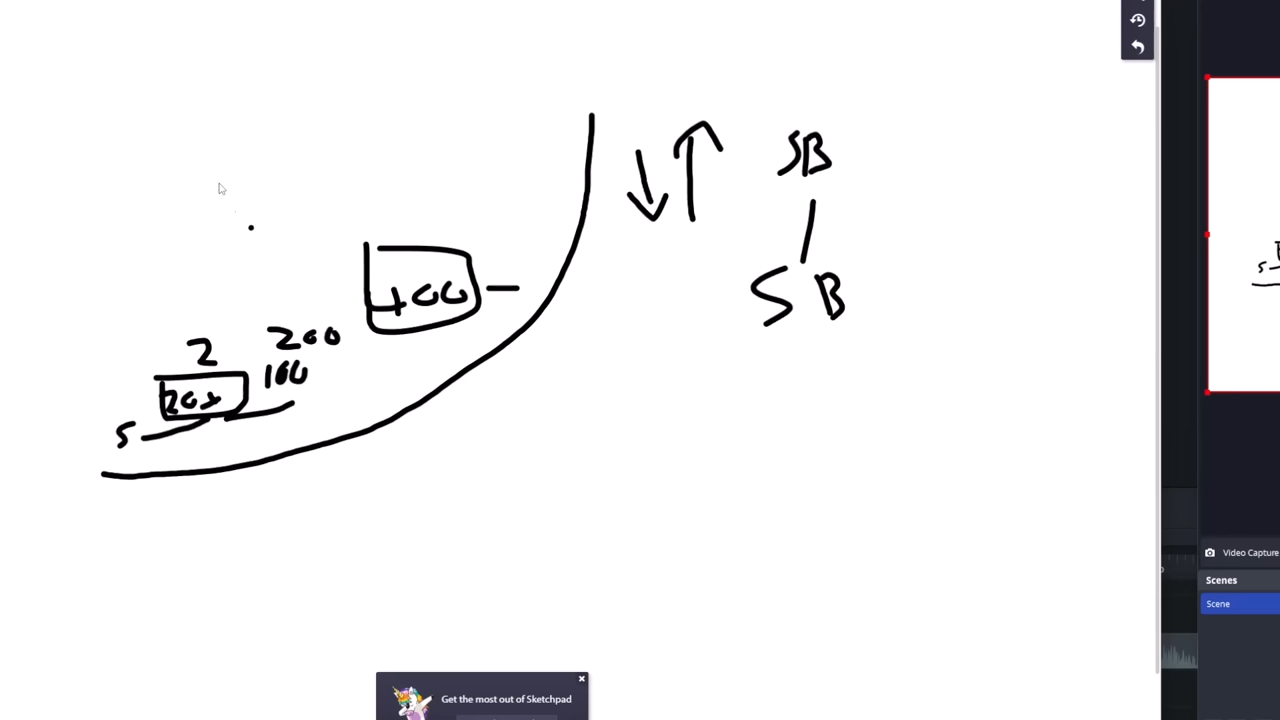 SB
S B
400
2
200
100
200
S
Get the most out of Sketchpad
Video Capture
Scenes
Scene